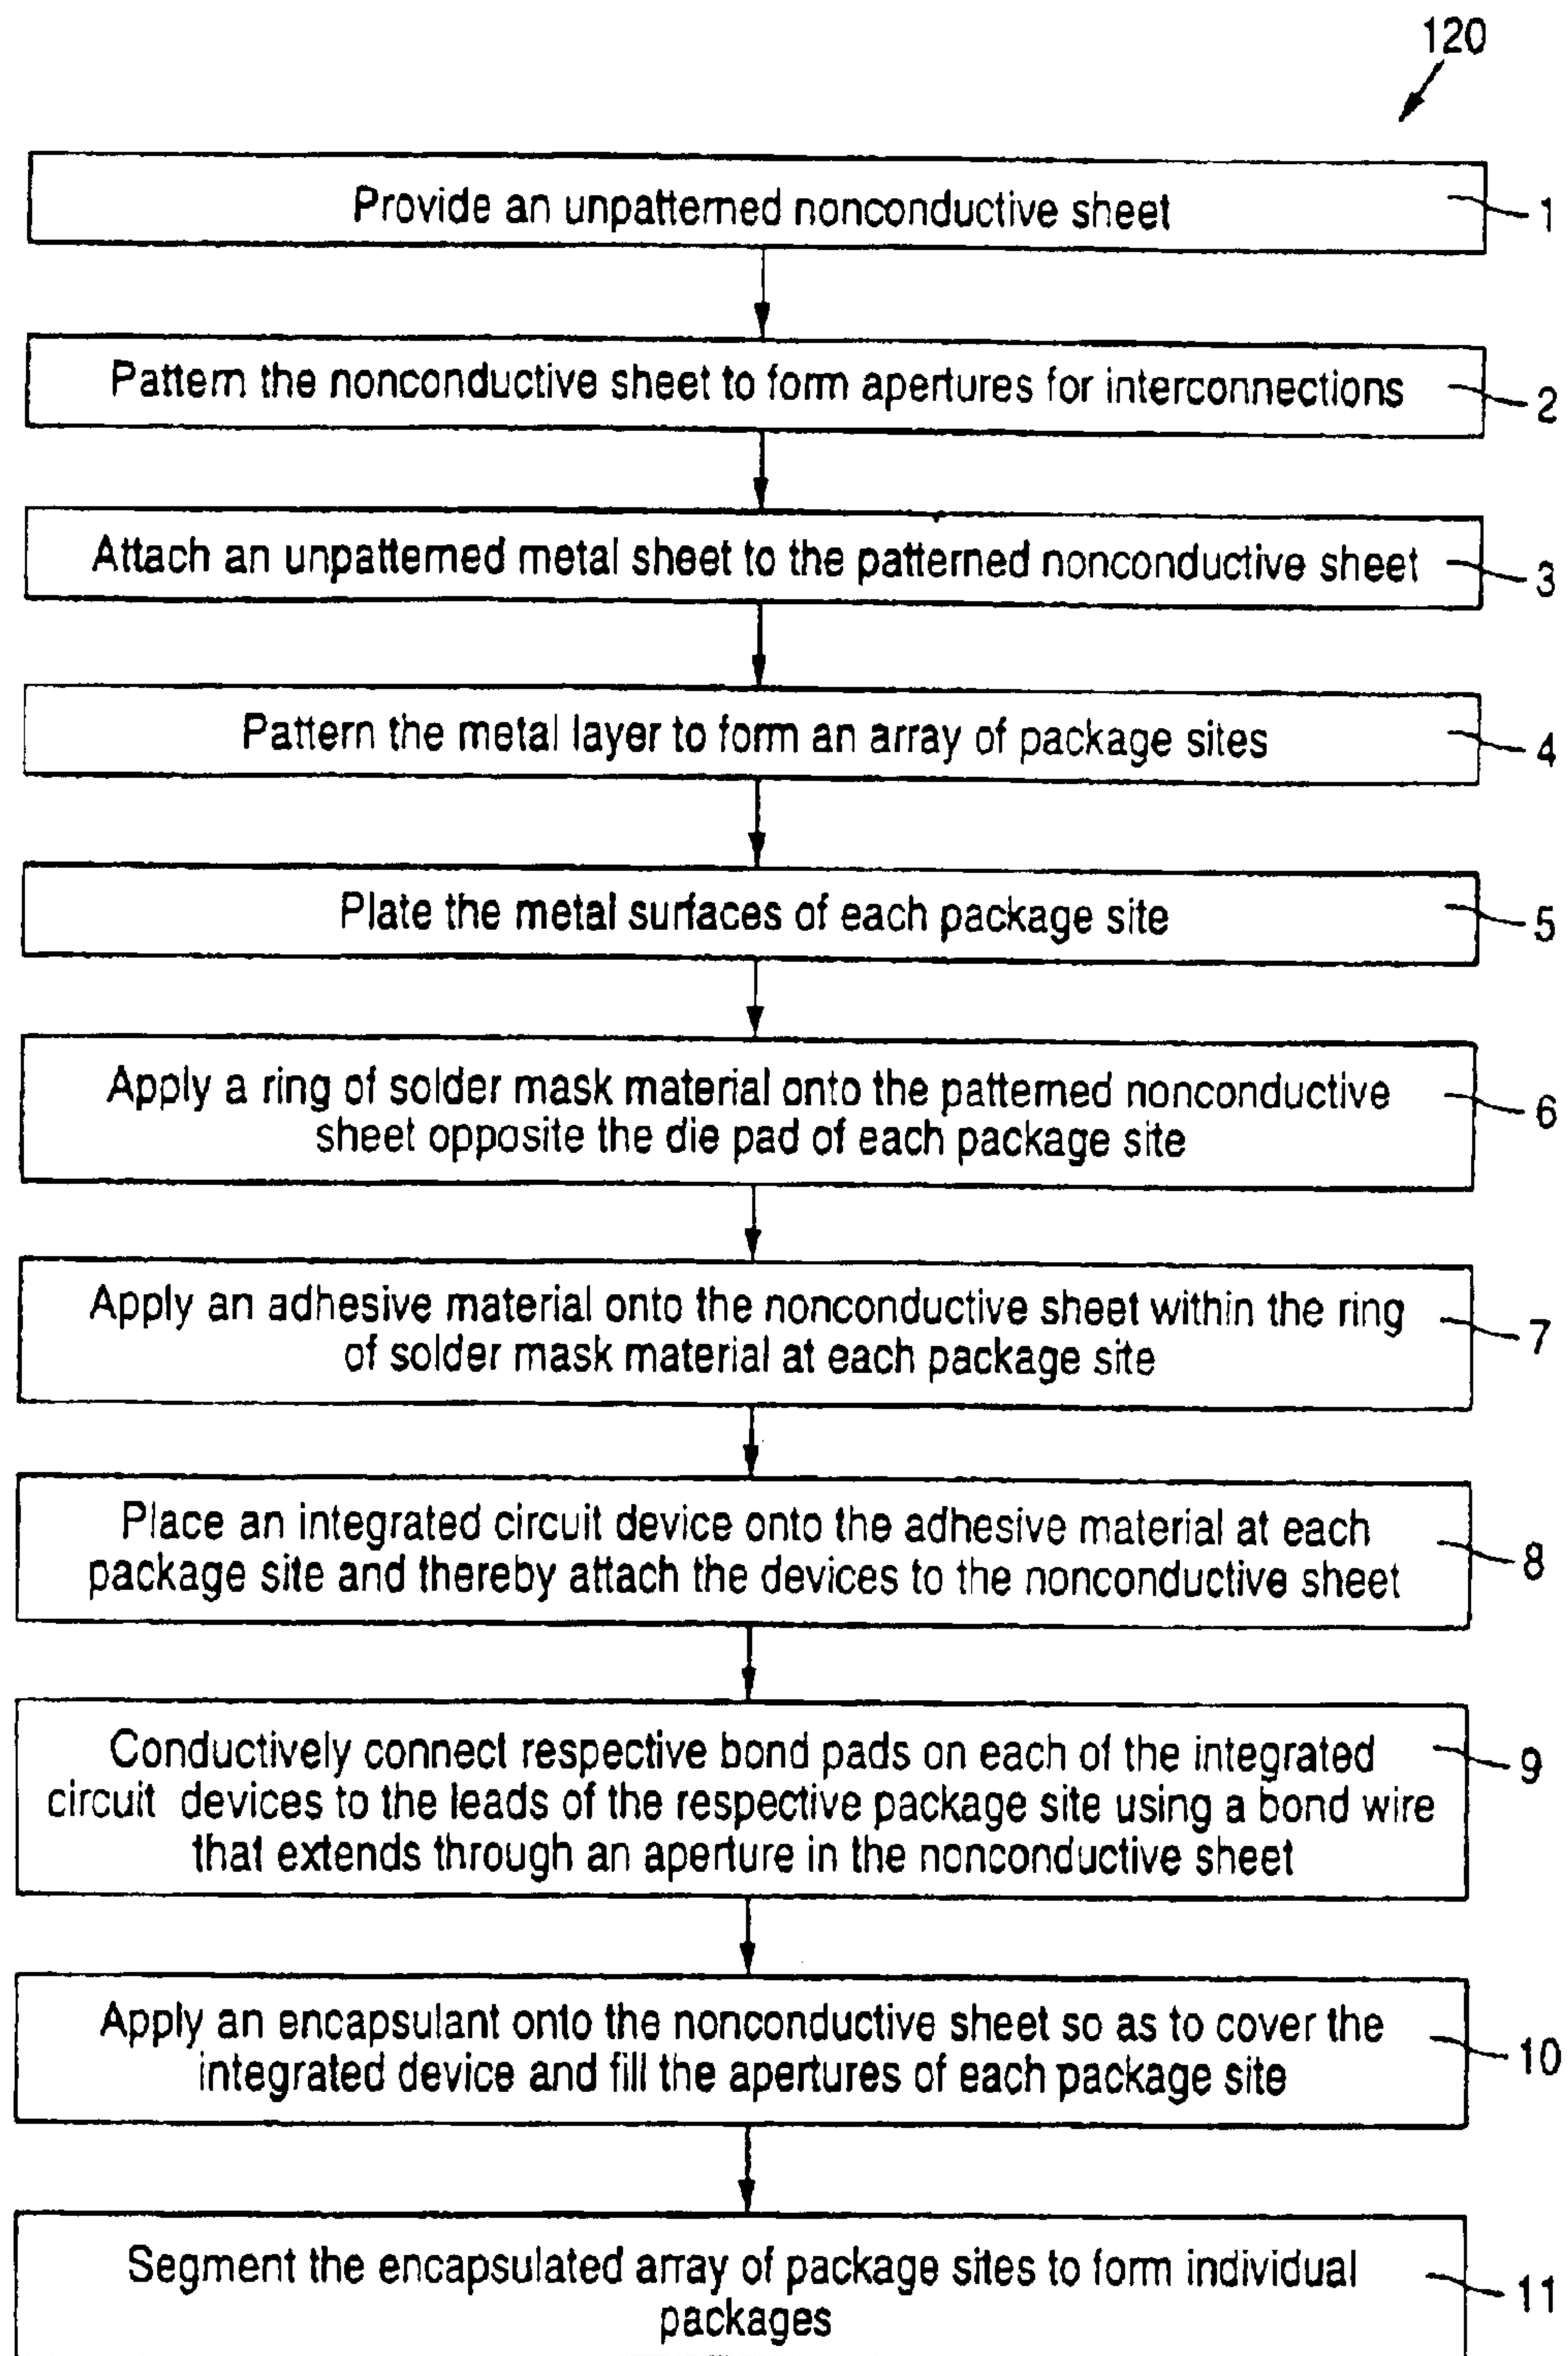 120
Provide an unpatterned nonconductive sheet
1
Pattern the nonconductive sheet to form apertures for interconnections
2
Attach an unpatterned metal sheet to the patterned nonconductive sheet
3
Pattern the metal layer to form an array of package sites
4
Plate the metal surfaces of each package site
5
Apply a ring of solder mask material onto the patterned nonconductive
sheet opposite the die pad of each package site
6
Apply an adhesive material onto the nonconductive sheet within the ring
of solder mask material at each package site
7
Place an integrated circuit device onto the adhesive material at each
package site and thereby attach the devices to the nonconductive sheet
8
Conductively connect respective bond pads on each of the integrated
circuit devices to the leads of the respective package site using a bond wire
that extends through an aperture in the nonconductive sheet
9
Apply an encapsulant onto the nonconductive sheet so as to cover the
integrated device and fill the apertures of each package site
10
Segment the encapsulated array of package sites to form individual
packages
11